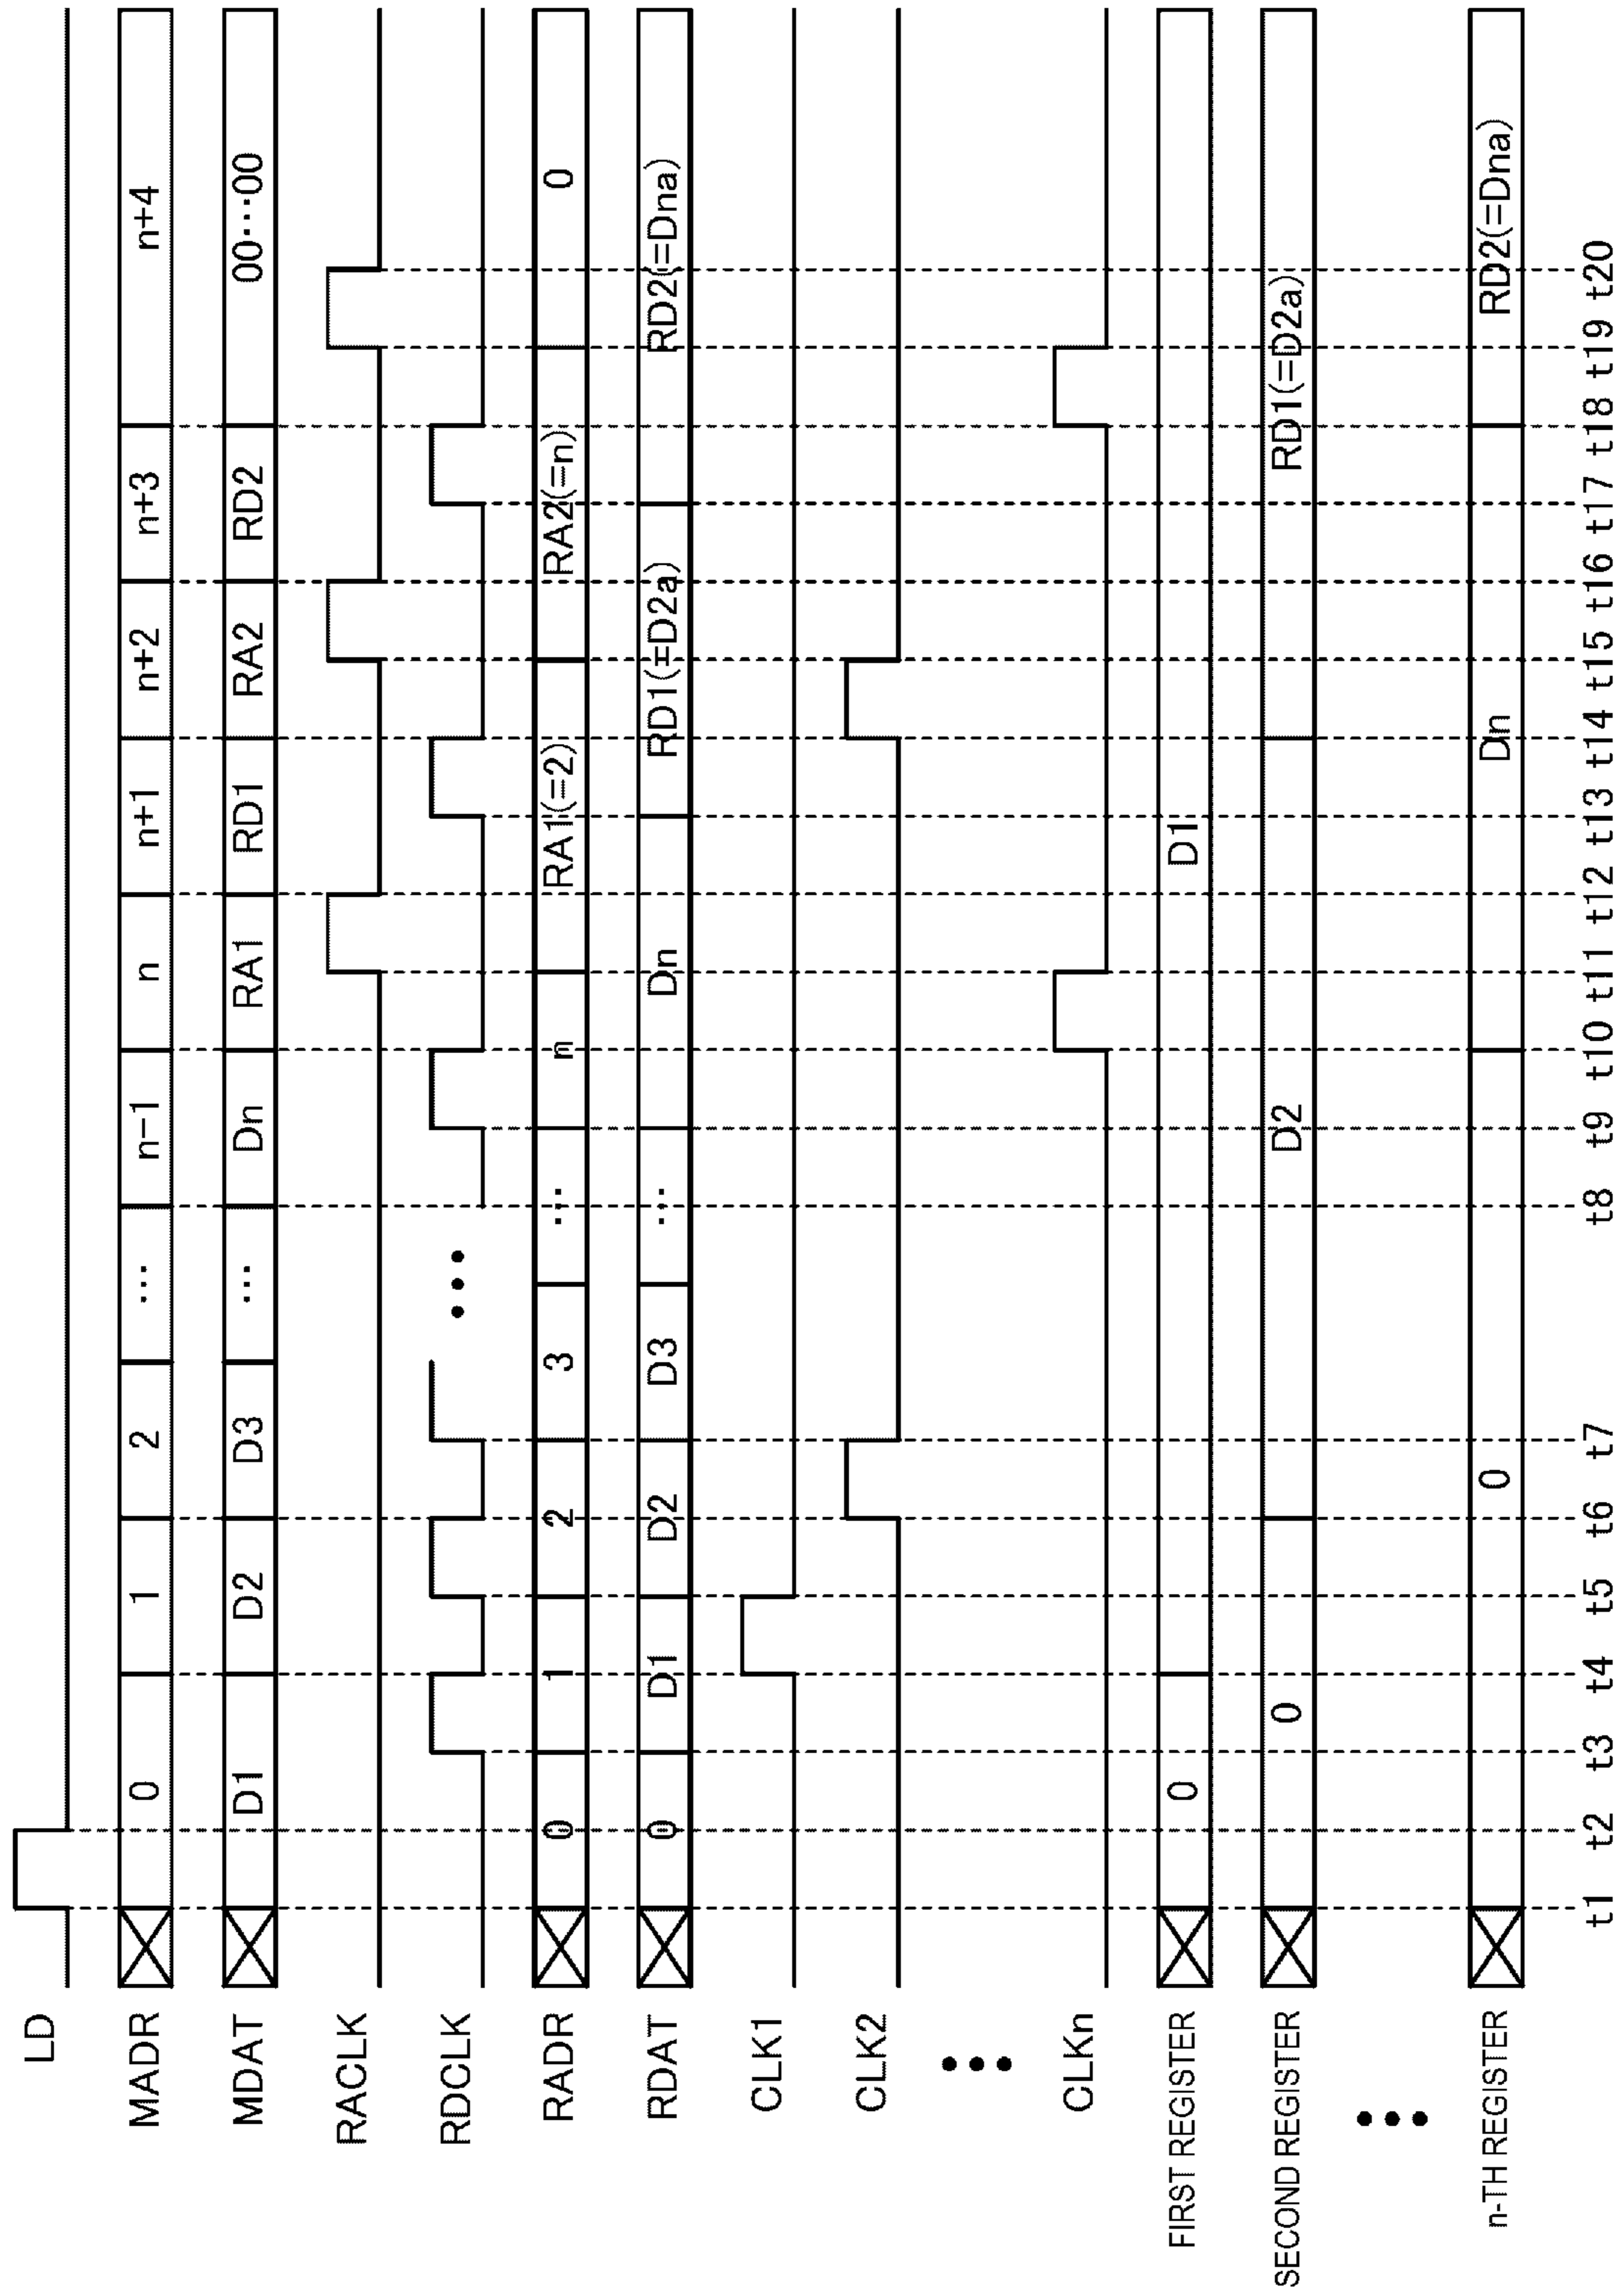 LD
MADR 0 1 2 ⋯ n−1 n n+1 n+2 n+3 n+4
MDAT D1 D2 D3 ⋯ Dn RA1 RD1 RA2 RD2 00⋯00
RACLK
RDCLK •••
RADR 0 1 2 3 ⋯ n RA1(=2) RA2(=n) 0
RDAT 0 D1 D2 D3 ⋯ Dn RD1(=D2a) RD2(=Dna)
CLK1
CLK2
•••
CLKn
FIRST REGISTER 0 D1
SECOND REGISTER 0 D2 RD1(=D2a)
•••
n-TH REGISTER 0 Dn RD2(=Dna)
t1 t2 t3 t4 t5 t6 t7 t8 t9 t10 t11 t12 t13 t14 t15 t16 t17 t18 t19 t20